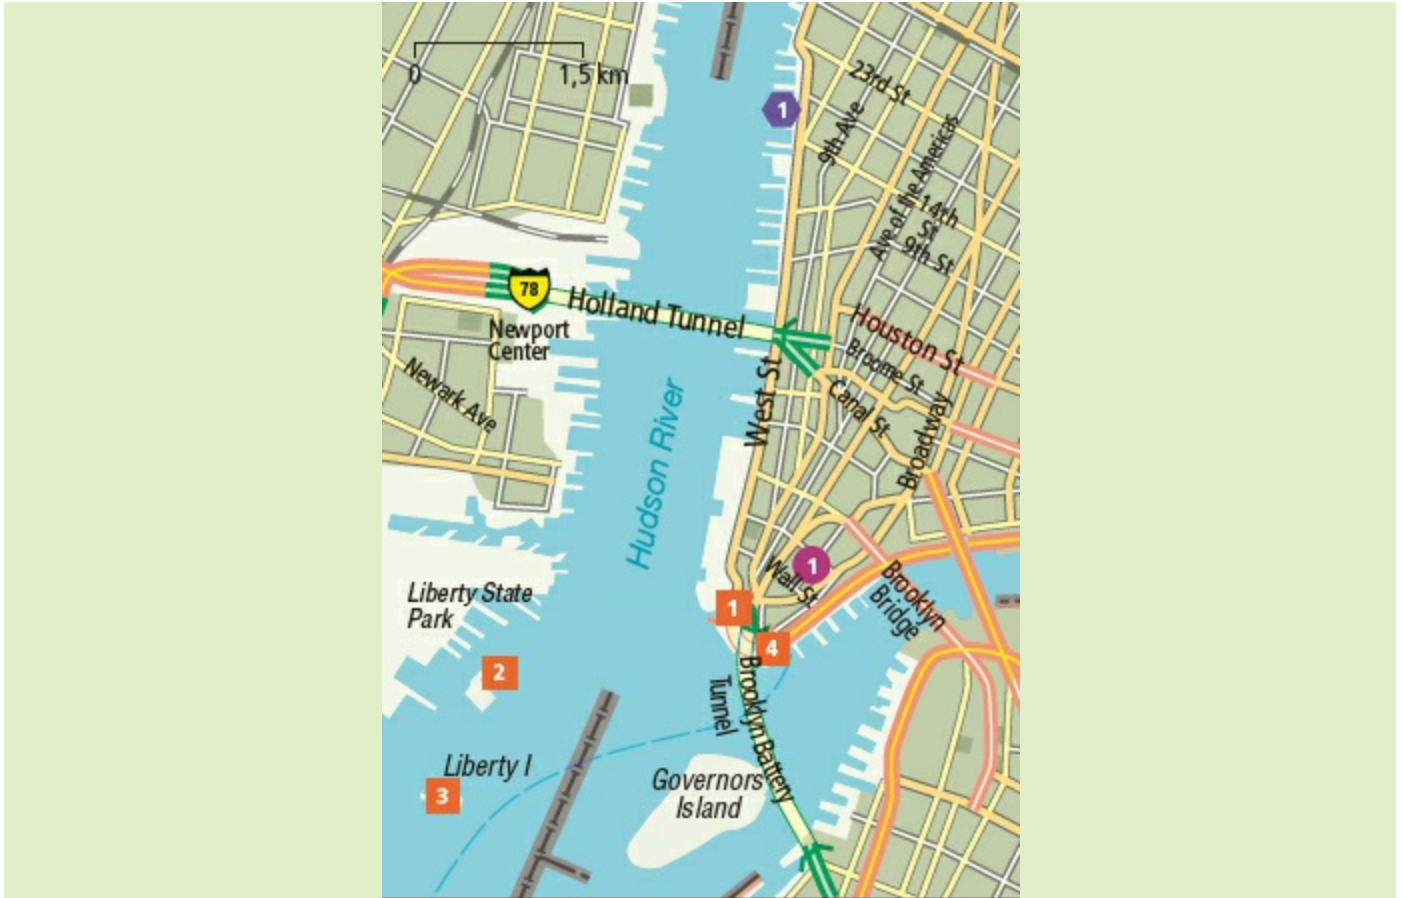 0
1,5 km
1
23rd St
9th Ave
Ave of the Americas
14th
St
9th St
78
Holland Tunnel
Newport
Center
Houston St
Broome St
Newark Ave
West St
Canal St
Hudson River
Broadway
Wall St
1
Brooklyn
Bridge
Liberty State
Park
1
4
2
Brooklyn Battery
Tunnel
Liberty I
3
Governors
Island